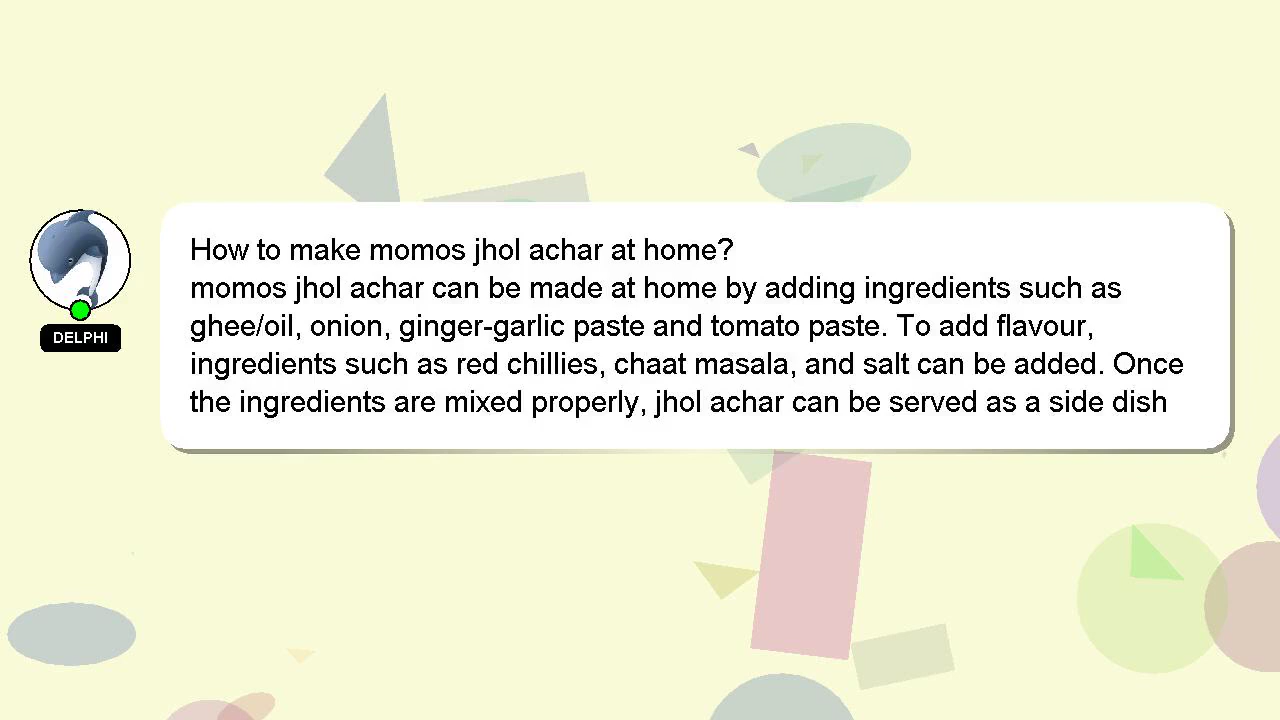 How to make momos jhol achar at home?
momos jhol achar can be made at home by adding ingredients such as
ghee/oil, onion, ginger-garlic paste and tomato paste. To add flavour,
ingredients such as red chillies, chaat masala, and salt can be added. Once
the ingredients are mixed properly, jhol achar can be served as a side dish
DELPHI